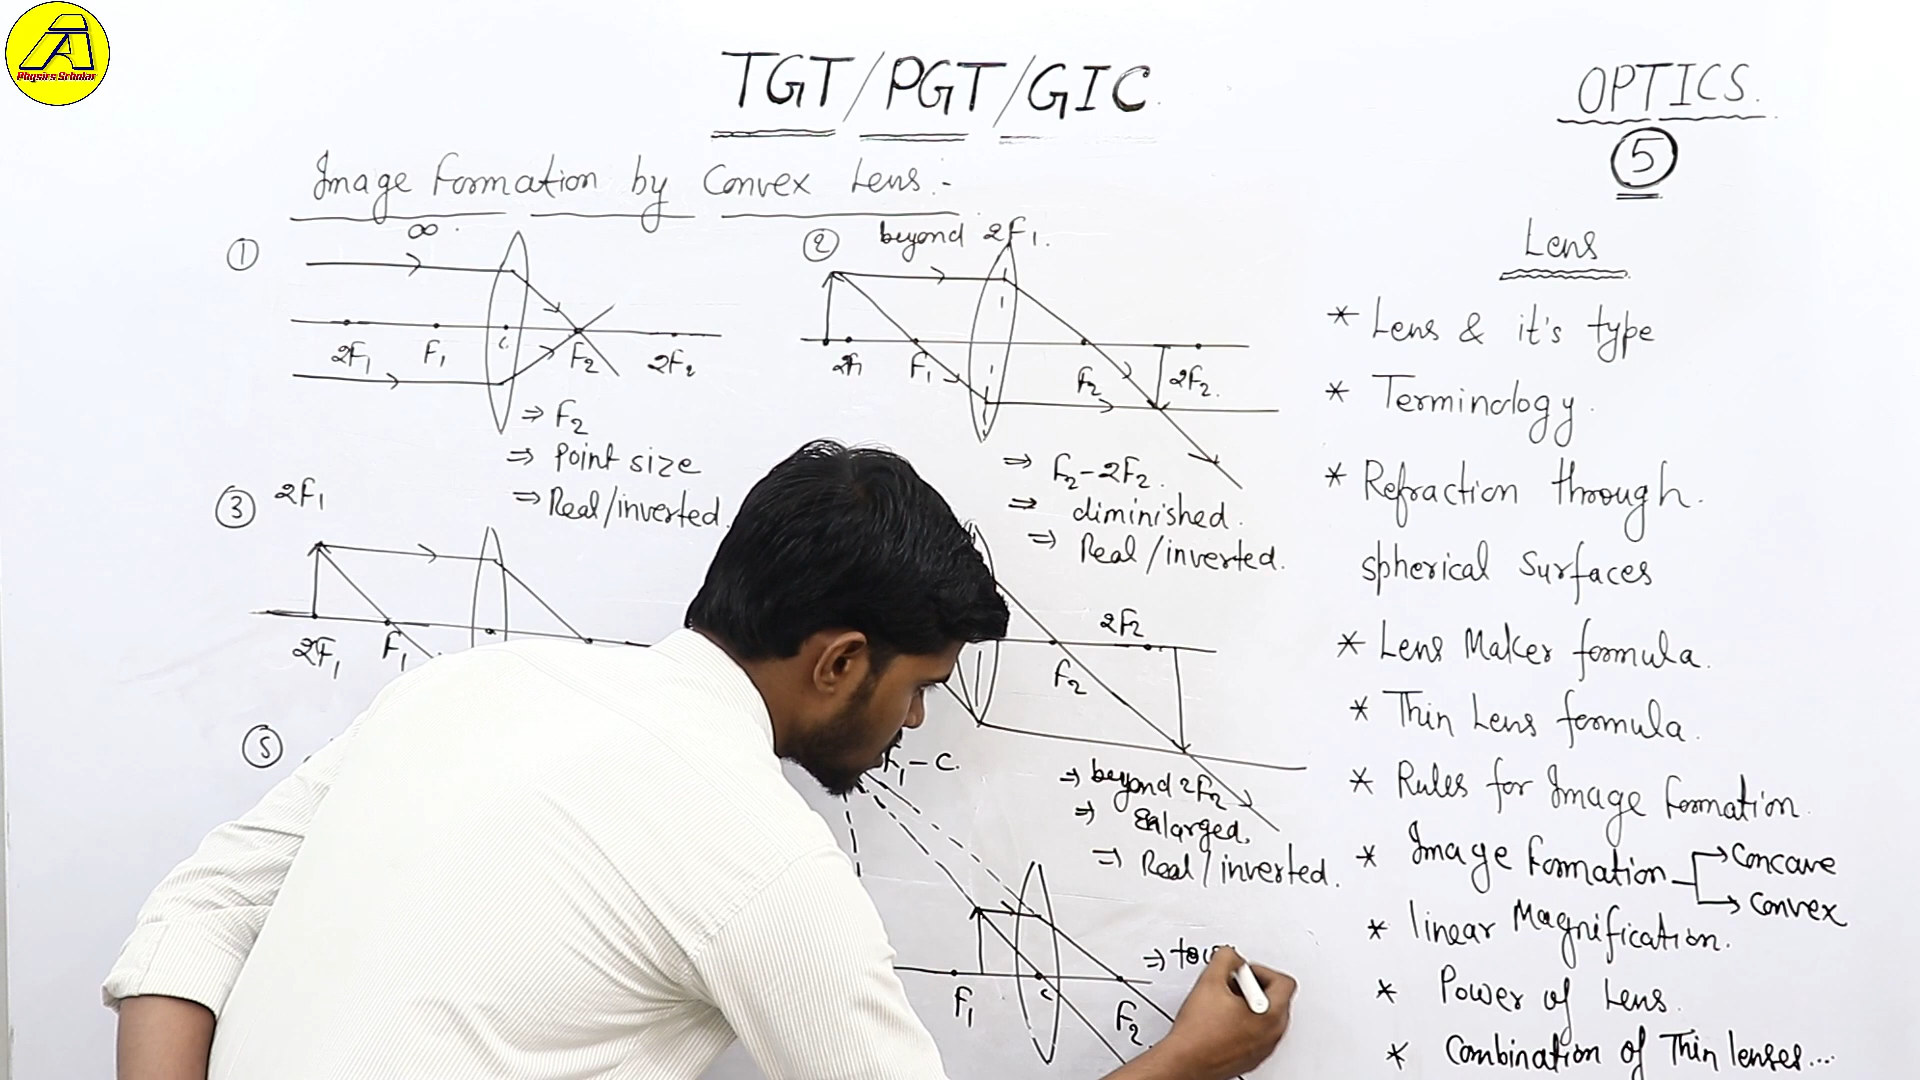 Physics Scholar
TGT/PGT/GIC
OPTICS.
5
Image Formation by Convex Lens:-
1
∞
2F1
F1
C
F2
2F2
⇒ F2
⇒ Point size
⇒ Real/inverted.
2
beyond 2F1.
2F1
F1
F2
2F2.
⇒ F2-2F2.
⇒ diminished.
⇒ Real/inverted.
3
2F1
2F1
F1
2F2
F2
⇒ beyond 2F2
⇒ Enlarged.
⇒ Real/inverted.
5
F1-C.
F1
C
F2.
Lens
* Lens & it's type
* Terminology.
* Refraction through.
spherical Surfaces
* Lens Maker formula.
* Thin Lens formula.
* Rules for Image Formation.
* Image Formation
Concave
Convex
* linear Magnification.
* Power of Lens.
* Combination of Thin lenses...